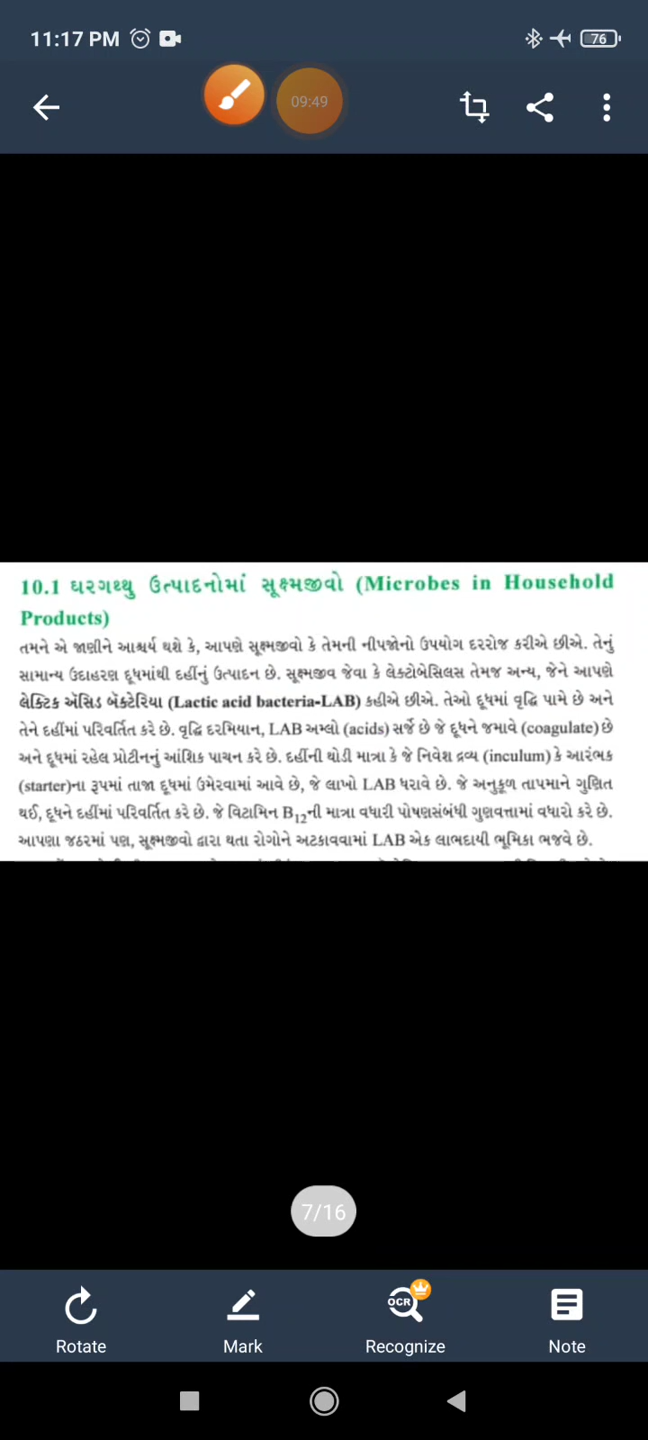 11:17 PM
76
09:49
10.1 ઘરગથ્થુ ઉત્પાદનોમાં સૂક્ષ્મજીવો (Microbes in Household
Products)
તમને એ જાણીને આશ્ચર્ય થશે કે, આપણે સૂક્ષ્મજીવો કે તેમની નીપજોનો ઉપયોગ દરરોજ કરીએ છીએ. તેનું
સામાન્ય ઉદાહરણ દૂધમાંથી દહીંનું ઉત્પાદન છે. સૂક્ષ્મજીવ જેવા કે લેક્ટોબેસિલસ તેમજ અન્ય, જેને આપણે
લેક્ટિક ઍસિડ બૅક્ટેરિયા (Lactic acid bacteria-LAB) કહીએ છીએ. તેઓ દૂધમાં વૃદ્ધિ પામે છે અને
તેને દહીંમાં પરિવર્તિત કરે છે. વૃદ્ધિ દરમિયાન, LAB અમ્લો (acids) સર્જે છે જે દૂધને જમાવે (coagulate) છે
અને દૂધમાં રહેલ પ્રોટીનનું આંશિક પાચન કરે છે. દહીંની થોડી માત્રા કે જે નિવેશ દ્રવ્ય (inculum) કે આરંભક
(starter)ના રૂપમાં તાજા દૂધમાં ઉમેરવામાં આવે છે, જે લાખો LAB ધરાવે છે. જે અનુકૂળ તાપમાને ગુણિત
થઈ, દૂધને દહીંમાં પરિવર્તિત કરે છે. જે વિટામિન B12ની માત્રા વધારી પોષણસંબંધી ગુણવત્તામાં વધારો કરે છે.
આપણા જઠરમાં પણ, સૂક્ષ્મજીવો દ્વારા થતા રોગોને અટકાવવામાં LAB એક લાભદાયી ભૂમિકા ભજવે છે.
7/16
OCR
Rotate Mark Recognize Note